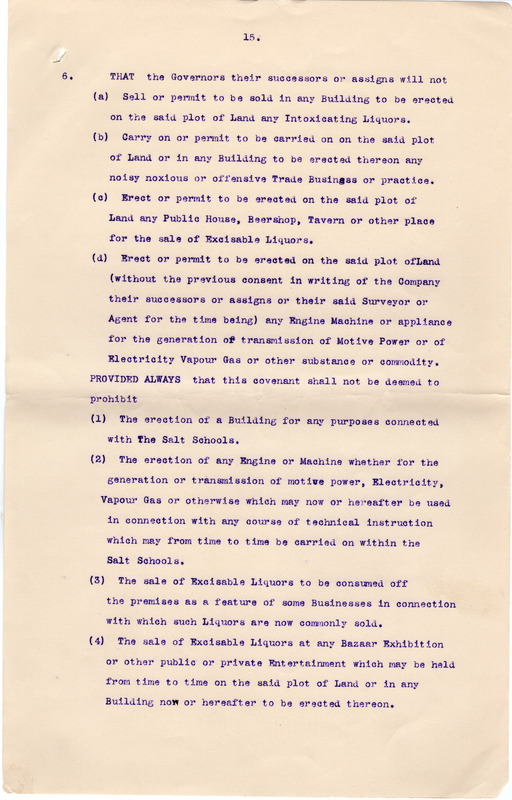 15.
6. THAT the Governors their successors or assigns will not
(a) Sell or permit to be sold in any Building to be erected
on the said plot of Land any Intoxicating Liquors.
(b) Carry on or permit to be carried on on the said plot
of Land or in any Building to be erected thereon any
noisy noxious or offensive Trade Business or practice.
(c) Erect or permit to be erected on the said plot of
Land any Public House, Beershop, Tavern or other place
for the sale of Excisable Liquors.
(d) Erect or permit to be erected on the said plot ofLand
(without the previous consent in writing of the Company
their successors or assigns or their said Surveyor or
Agent for the time being) any Engine Machine or appliance
for the generation of transmission of Motive Power or of
Electricity Vapour Gas or other substance or commodity.
PROVIDED ALWAYS that this covenant shall not be deemed to
prohibit
(1) The erection of a Building for any purposes connected
with The Salt Schools.
(2) The erection of any Engine or Machine whether for the
generation or transmission of motive power, Electricity,
Vapour Gas or otherwise which may now or hereafter be used
in connection with any course of technical instruction
which may from time to time be carried on within the
Salt Schools.
(3) The sale of Excisable Liquors to be consumed off
the premises as a feature of some Businesses in connection
with which such Liquors are now commonly sold.
(4) The sale of Excisable Liquors at any Bazaar Exhibition
or other public or private Entertainment which may be held
from time to time on the said plot of Land or in any
Building now or hereafter to be erected thereon.